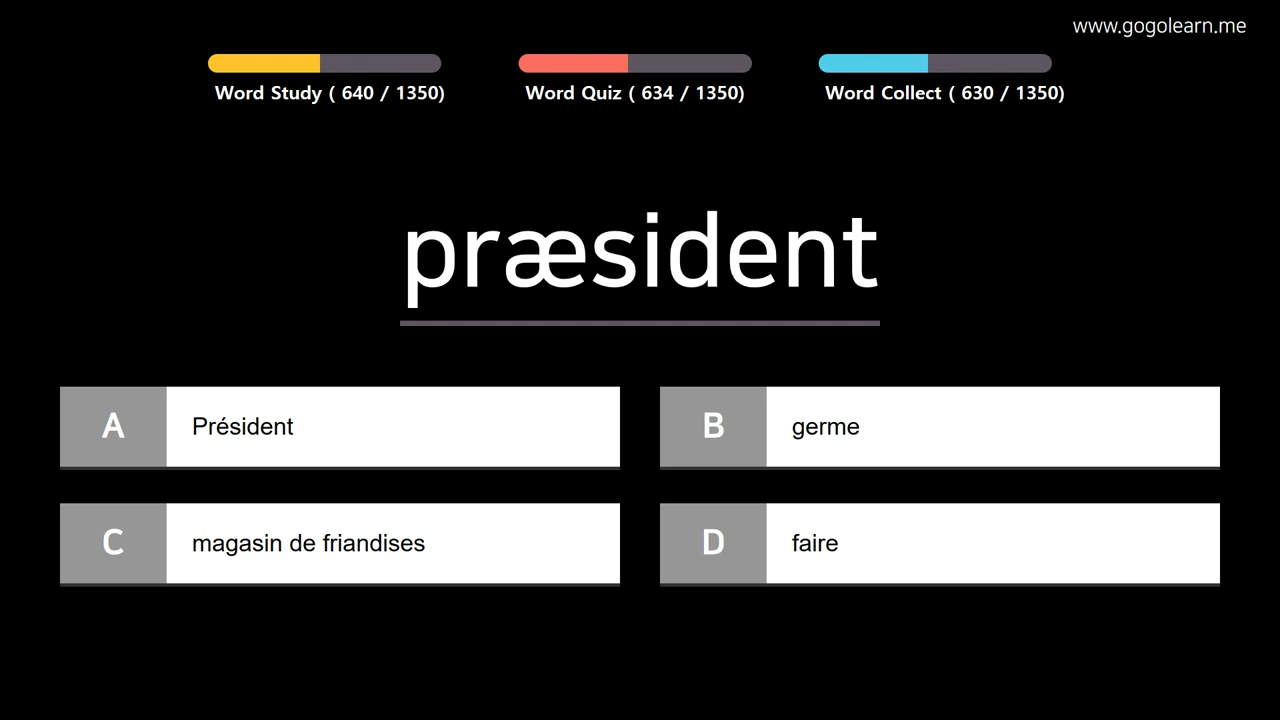 www.gogolearn.me
Word Study ( 640 / 1350)
Word Quiz ( 634 / 1350)
Word Collect ( 630 / 1350)
præsident
A Président
B germe
C magasin de friandises
D faire